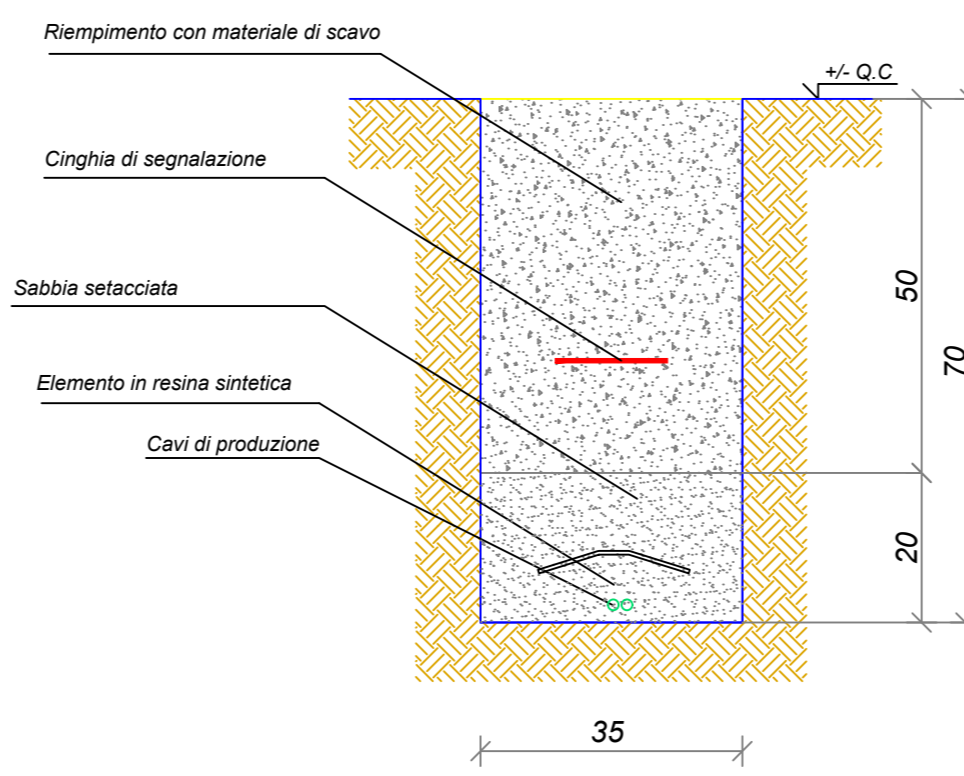 Riempimento con materiale di scavo
+/- Q.C
Cinghia di segnalazione
Sabbia setacciata
50
70
Elemento in resina sintetica
Cavi di produzione
20
35